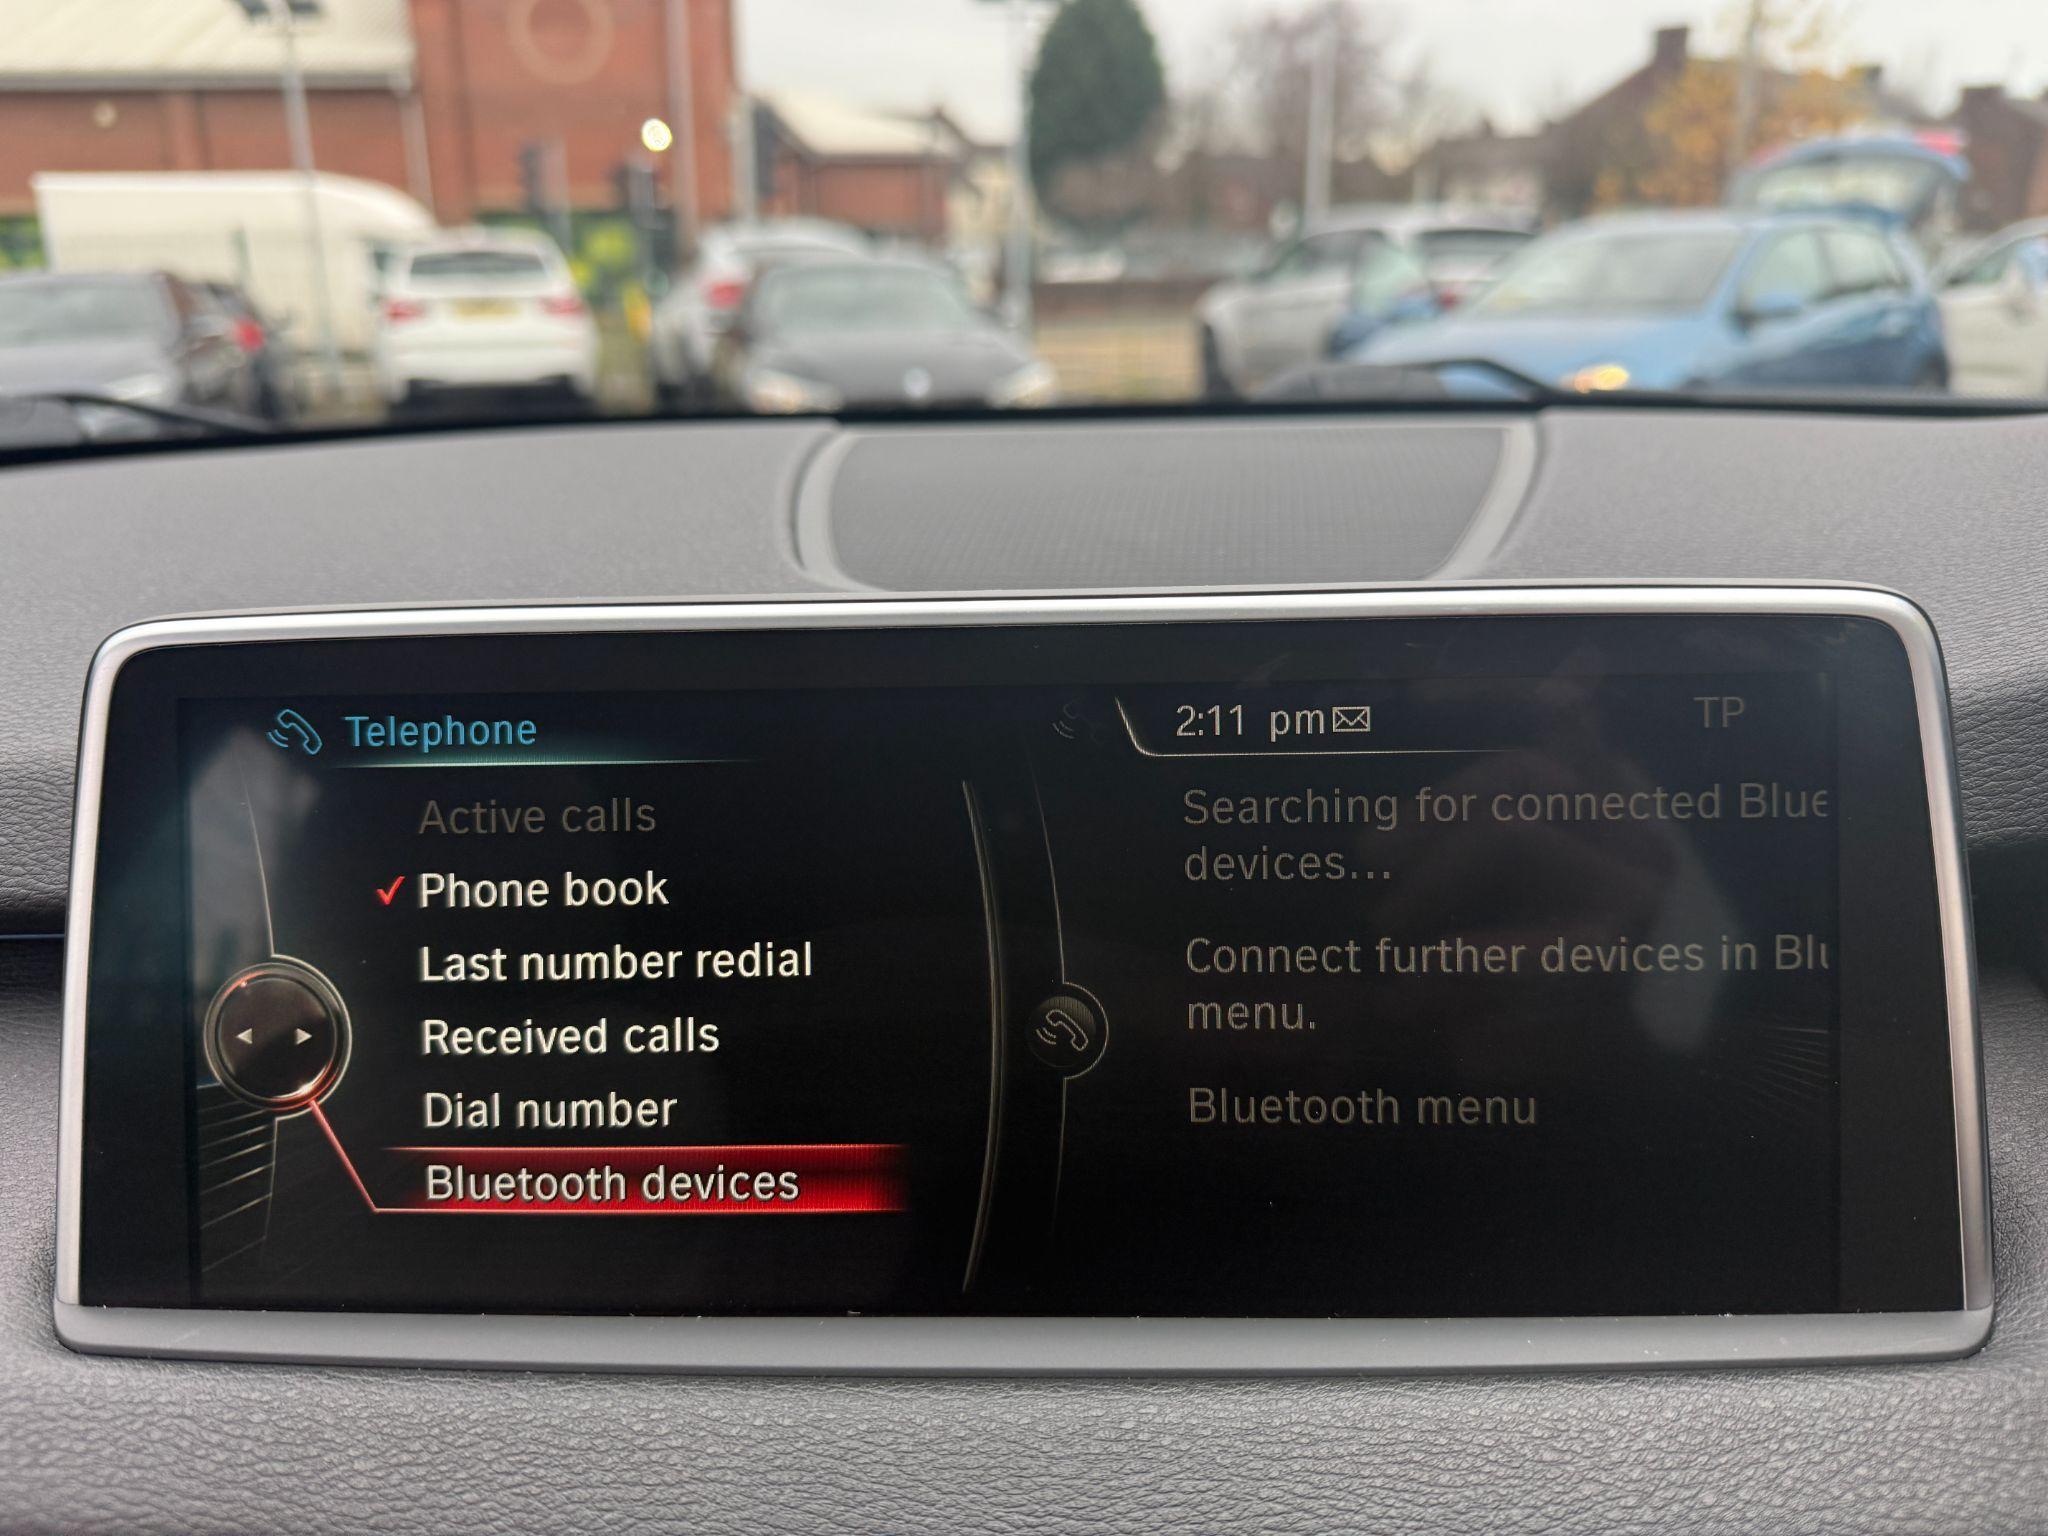 Telephone
Active calls
Phone book
Last number redial
Received calls
Dial number
Bluetooth devices
2:11 pm
TP
Searching for connected Blue
devices...
Connect further devices in Blu
menu.
Bluetooth menu